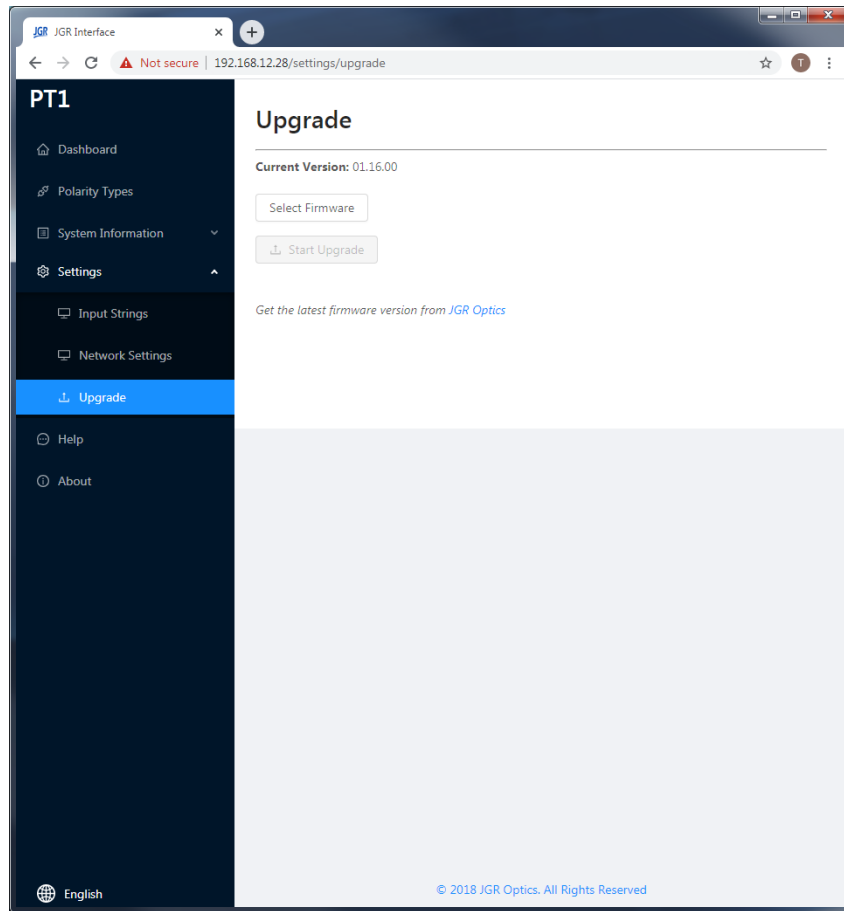 JGR JGR Interface
Not secure | 192.168.12.28/settings/upgrade
T
PT1
Dashboard
Polarity Types
System Information
Settings
Input Strings
Network Settings
Upgrade
Help
About
English
Upgrade
Current Version: 01.16.00
Select Firmware
Start Upgrade
Get the latest firmware version from JGR Optics
© 2018 JGR Optics. All Rights Reserved